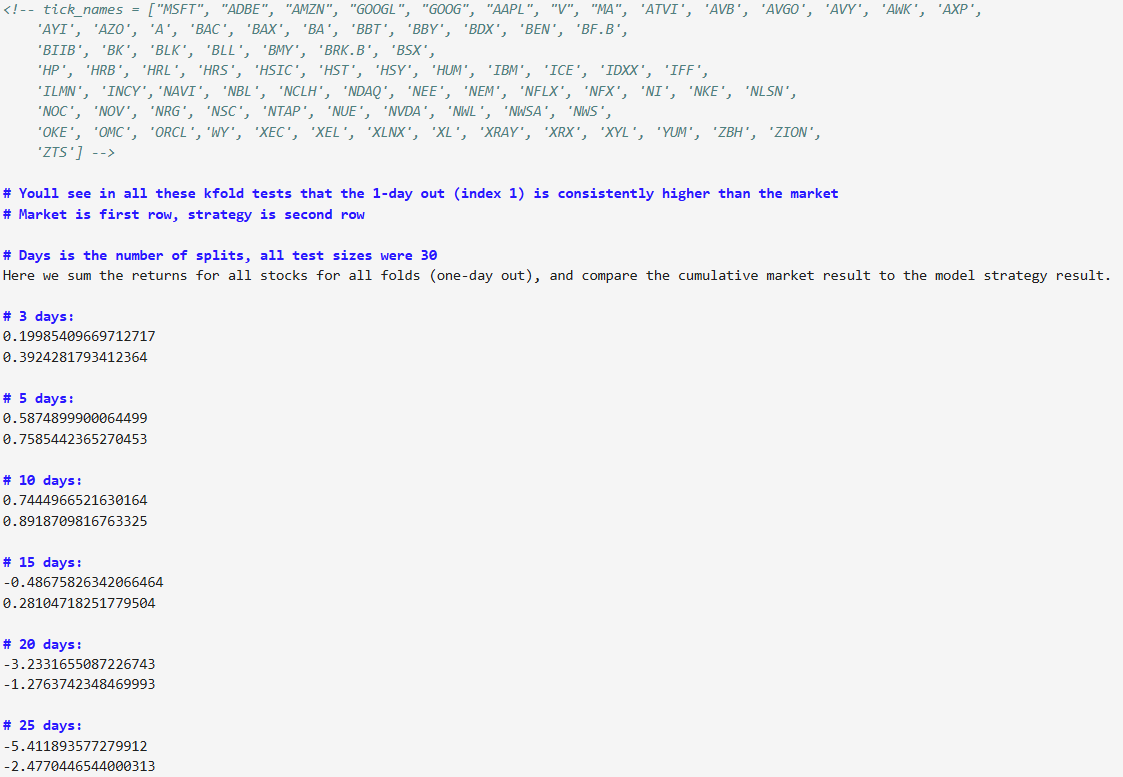 <!-- tick_names = ["MSFT", "ADBE", "AMZN", "GOOGL", "GOOG", "AAPL", "V", "MA", 'ATVI', 'AVB', 'AVGO', 'AVY', 'AWK', 'AXP',
'AYI', 'AZO', 'A', 'BAC', 'BAX', 'BA', 'BBT', 'BBY', 'BDX', 'BEN', 'BF.B',
'BIIB', 'BK', 'BLK', 'BLL', 'BMY', 'BRK.B', 'BSX',
'HP', 'HRB', 'HRL', 'HRS', 'HSIC', 'HST', 'HSY', 'HUM', 'IBM', 'ICE', 'IDXX', 'IFF',
'ILMN', 'INCY','NAVI', 'NBL', 'NCLH', 'NDAQ', 'NEE', 'NEM', 'NFLX', 'NFX', 'NI', 'NKE', 'NLSN',
'NOC', 'NOV', 'NRG', 'NSC', 'NTAP', 'NUE', 'NVDA', 'NWL', 'NWSA', 'NWS',
'OKE', 'OMC', 'ORCL','WY', 'XEC', 'XEL', 'XLNX', 'XL', 'XRAY', 'XRX', 'XYL', 'YUM', 'ZBH', 'ZION',
'ZTS'] -->
# Youll see in all these kfold tests that the 1-day out (index 1) is consistently higher than the market
# Market is first row, strategy is second row
# Days is the number of splits, all test sizes were 30
Here we sum the returns for all stocks for all folds (one-day out), and compare the cumulative market result to the model strategy result.
# 3 days:
0.19985409669712717
0.3924281793412364
# 5 days:
0.5874899900064499
0.7585442365270453
# 10 days:
0.7444966521630164
0.8918709816763325
# 15 days:
-0.48675826342066464
0.28104718251779504
# 20 days:
-3.2331655087226743
-1.2763742348469993
# 25 days:
-5.411893577279912
-2.4770446544000313